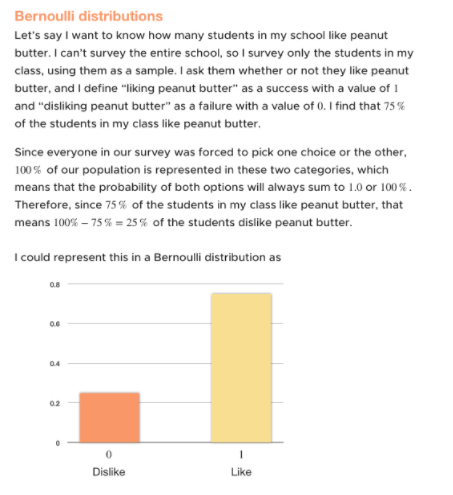 Bernoulli distributions
Let's say I want to know how many students in my school like peanut
butter. I can't survey the entire school, so I survey only the students in my
class, using them as a sample. I ask them whether or not they like peanut
butter, and I define "liking peanut butter" as a success with a value of 1
and "disliking peanut butter" as a failure with a value of 0. I find that 75 %
of the students in my class like peanut butter.
Since everyone in our survey was forced to pick one choice or the other,
100 % of our population is represented in these two categories, which
means that the probability of both options will always sum to 1.0 or 100 %.
Therefore, since 75 % of the students in my class like peanut butter, that
means 100% – 75 % = 25 % of the students dislike peanut butter.
I could represent this in a Bernoulli distribution as
0.8
0.6
0.4
0.2
0
0 1
Dislike Like